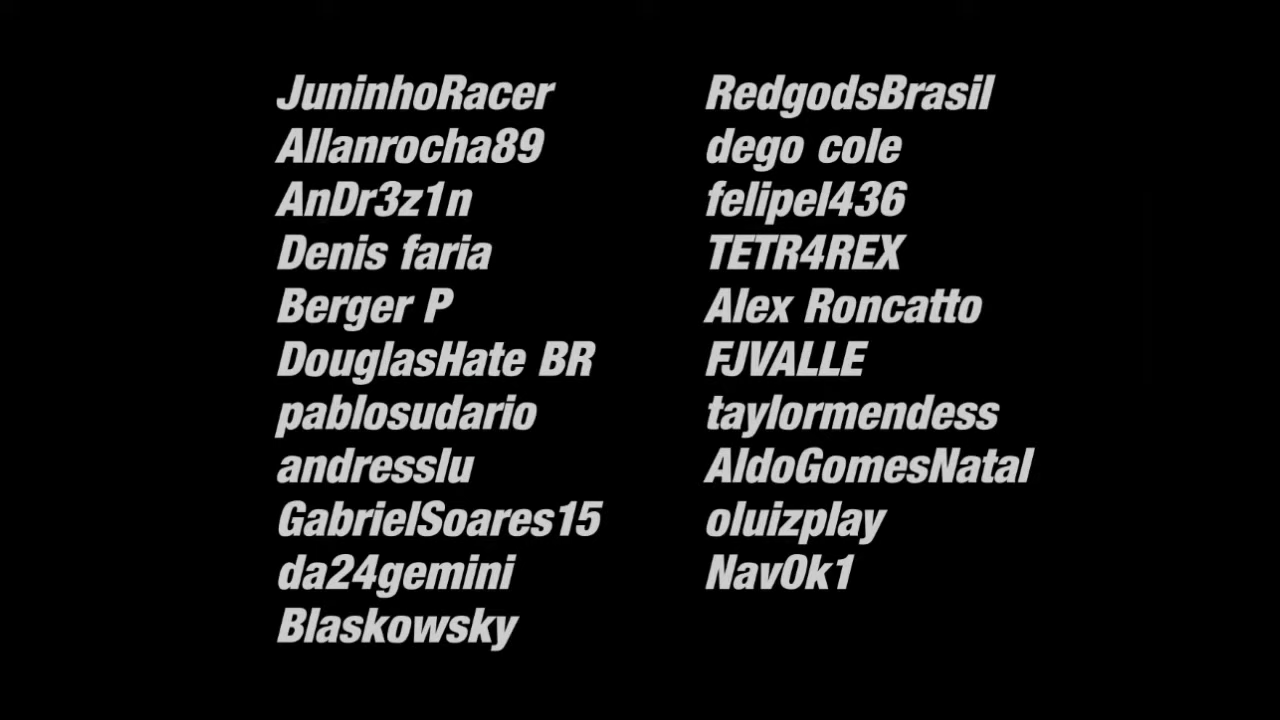 JuninhoRacer
Allanrocha89
AnDr3z1n
Denis faria
Berger P
DouglasHate BR
pablosudario
andresslu
GabrielSoares15
da24gemini
Blaskowsky
RedgodsBrasil
dego cole
felipel436
TETR4REX
Alex Roncatto
FJVALLE
taylormendess
AldoGomesNatal
oluizplay
Nav0k1